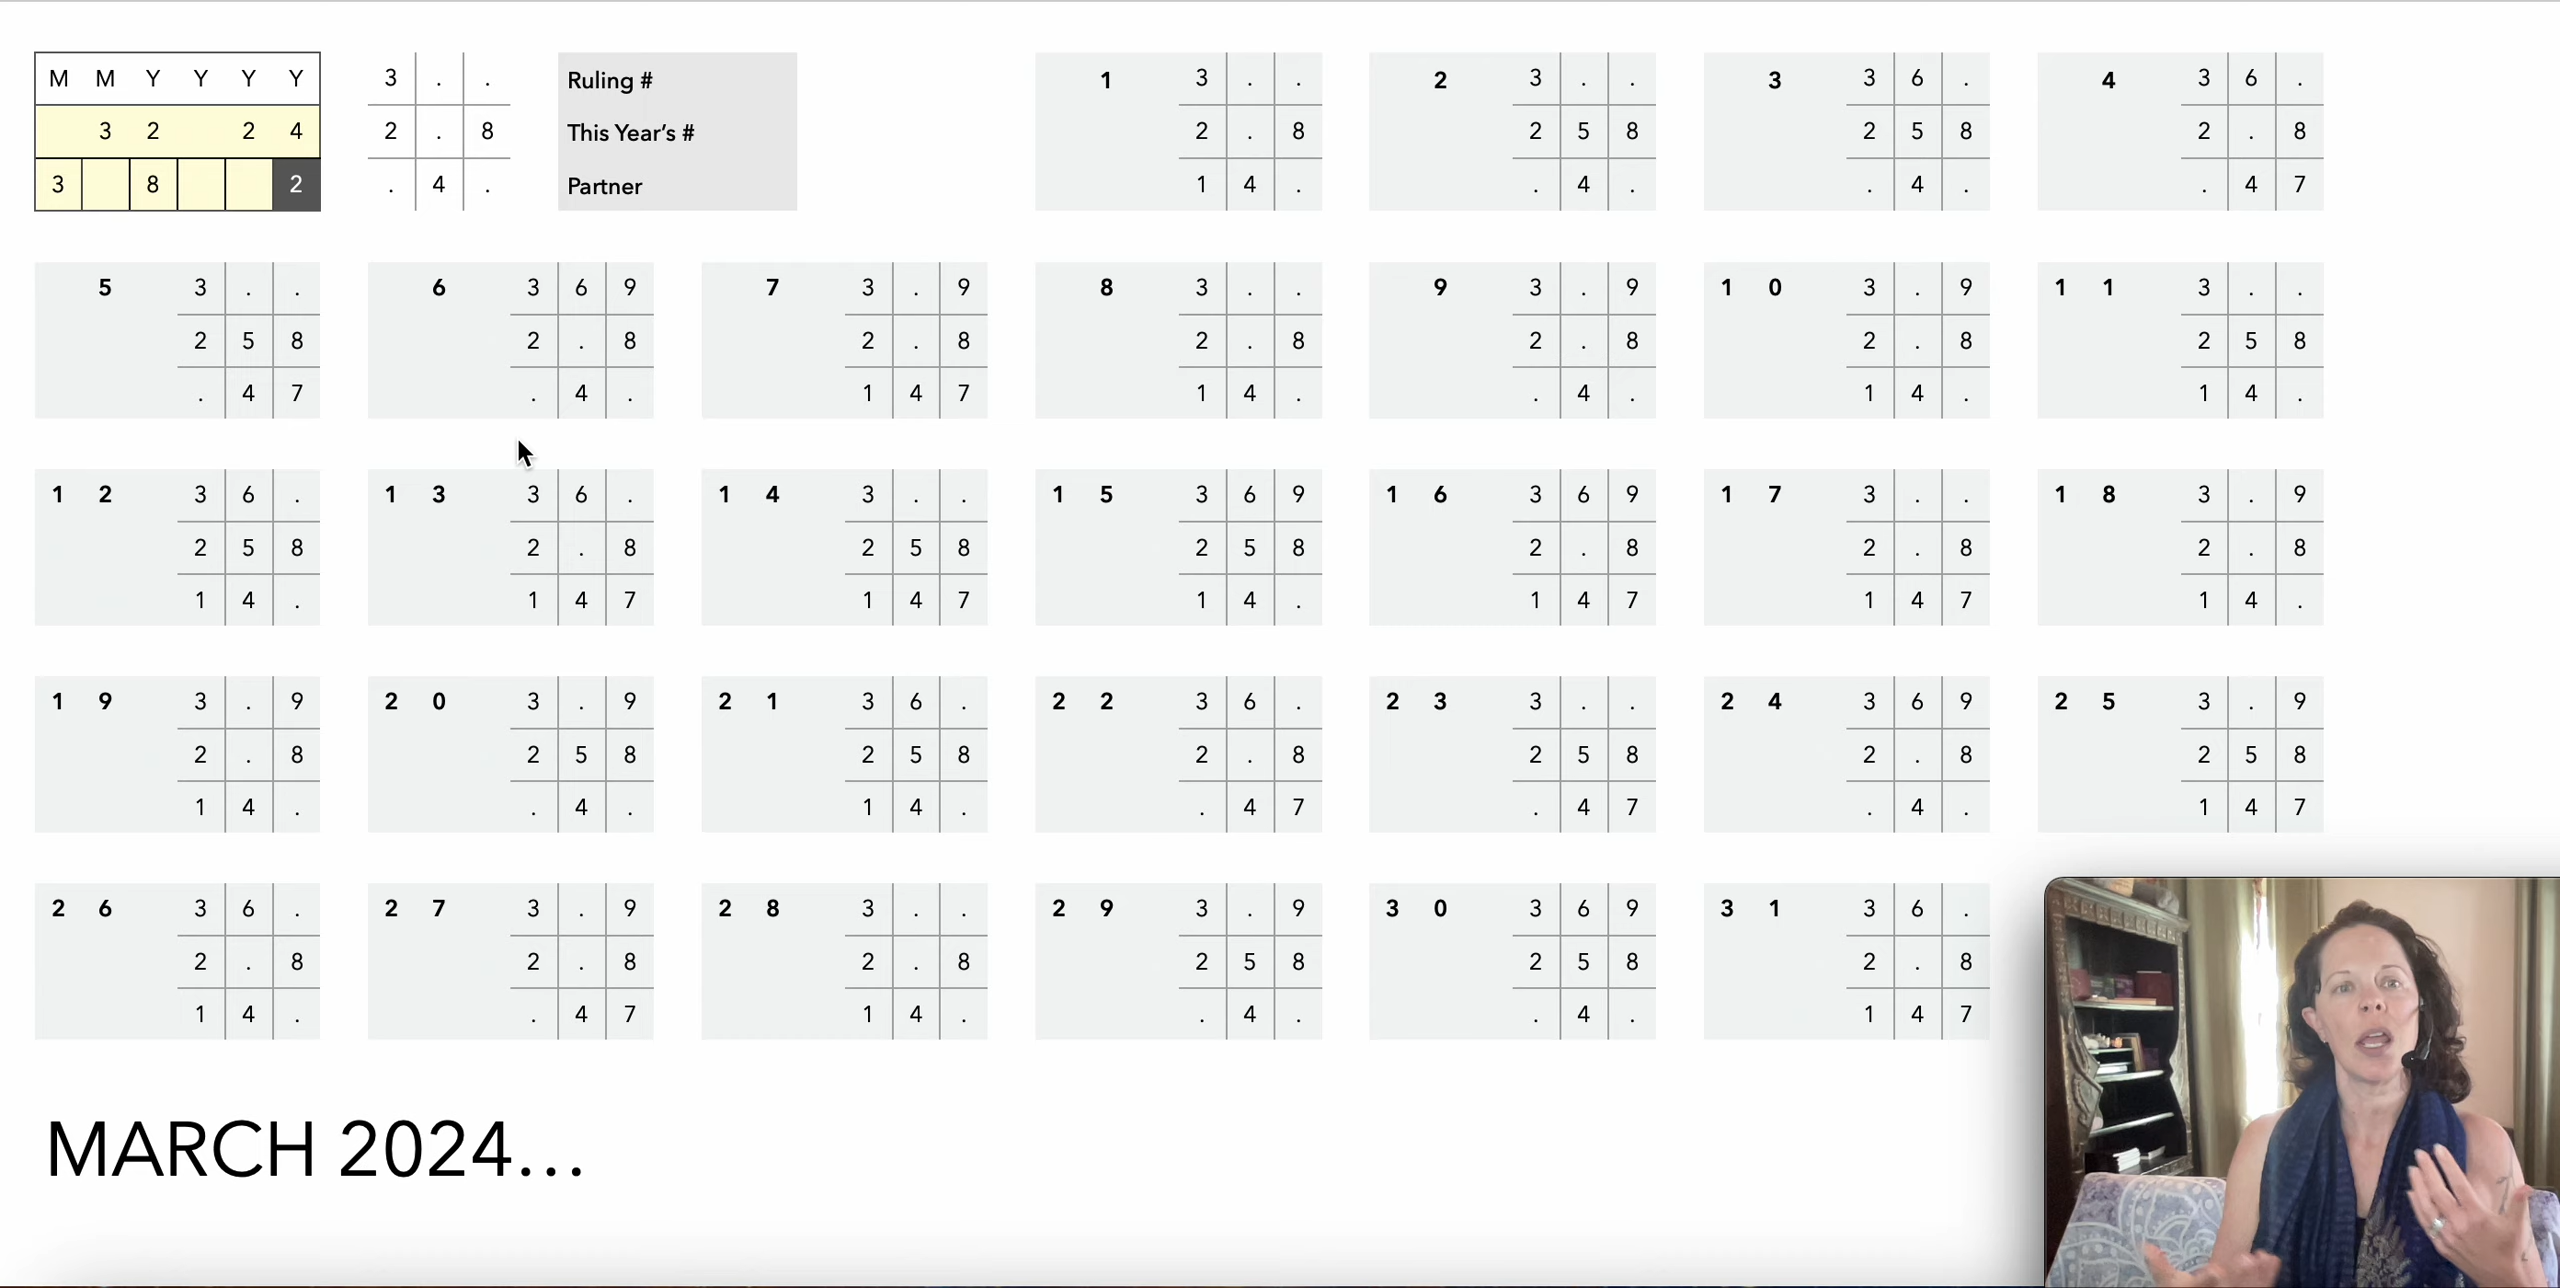 M M Y Y Y Y 3 . . Ruling # 1 3 . . 2 3 . . 3 3 6 . 4 3 6 .
3 2 2 4 2 . 8 This Year's # 2 . 8 2 5 8 2 5 8 2 . 8
3 8 2 . 4 . Partner 1 4 . . 4 . . 4 . . 4 7
5 3 . . 6 3 6 9 7 3 . 9 8 3 . . 9 3 . 9 1 0 3 . 9 1 1 3 . .
2 5 8 2 . 8 2 . 8 2 . 8 2 . 8 2 . 8 2 5 8
. 4 7 . 4 . 1 4 7 1 4 . . 4 . 1 4 . 1 4 .
1 2 3 6 . 1 3 3 6 . 1 4 3 . . 1 5 3 6 9 1 6 3 6 9 1 7 3 . . 1 8 3 . 9
2 5 8 2 . 8 2 5 8 2 5 8 2 . 8 2 . 8 2 . 8
1 4 . 1 4 7 1 4 7 1 4 . 1 4 7 1 4 7 1 4 .
1 9 3 . 9 2 0 3 . 9 2 1 3 6 . 2 2 3 6 . 2 3 3 . . 2 4 3 6 9 2 5 3 . 9
2 . 8 2 5 8 2 5 8 2 . 8 2 5 8 2 . 8 2 5 8
1 4 . . 4 . 1 4 . . 4 7 . 4 7 . 4 . 1 4 7
2 6 3 6 . 2 7 3 . 9 2 8 3 . . 2 9 3 . 9 3 0 3 6 9 3 1 3 6 .
2 . 8 2 . 8 2 . 8 2 5 8 2 5 8 2 . 8
1 4 . . 4 7 1 4 . . 4 . . 4 . 1 4 7
MARCH 2024...